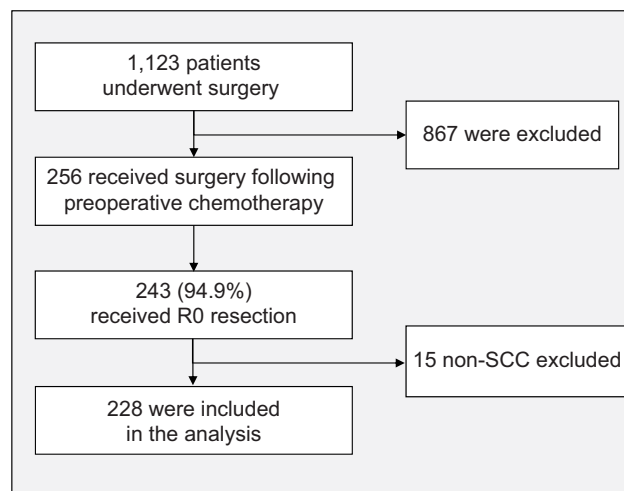 1,123 patients
underwent surgery
867 were excluded
256 received surgery following
preoperative chemotherapy
243 (94.9%)
received R0 resection
15 non-SCC excluded
228 were included
in the analysis